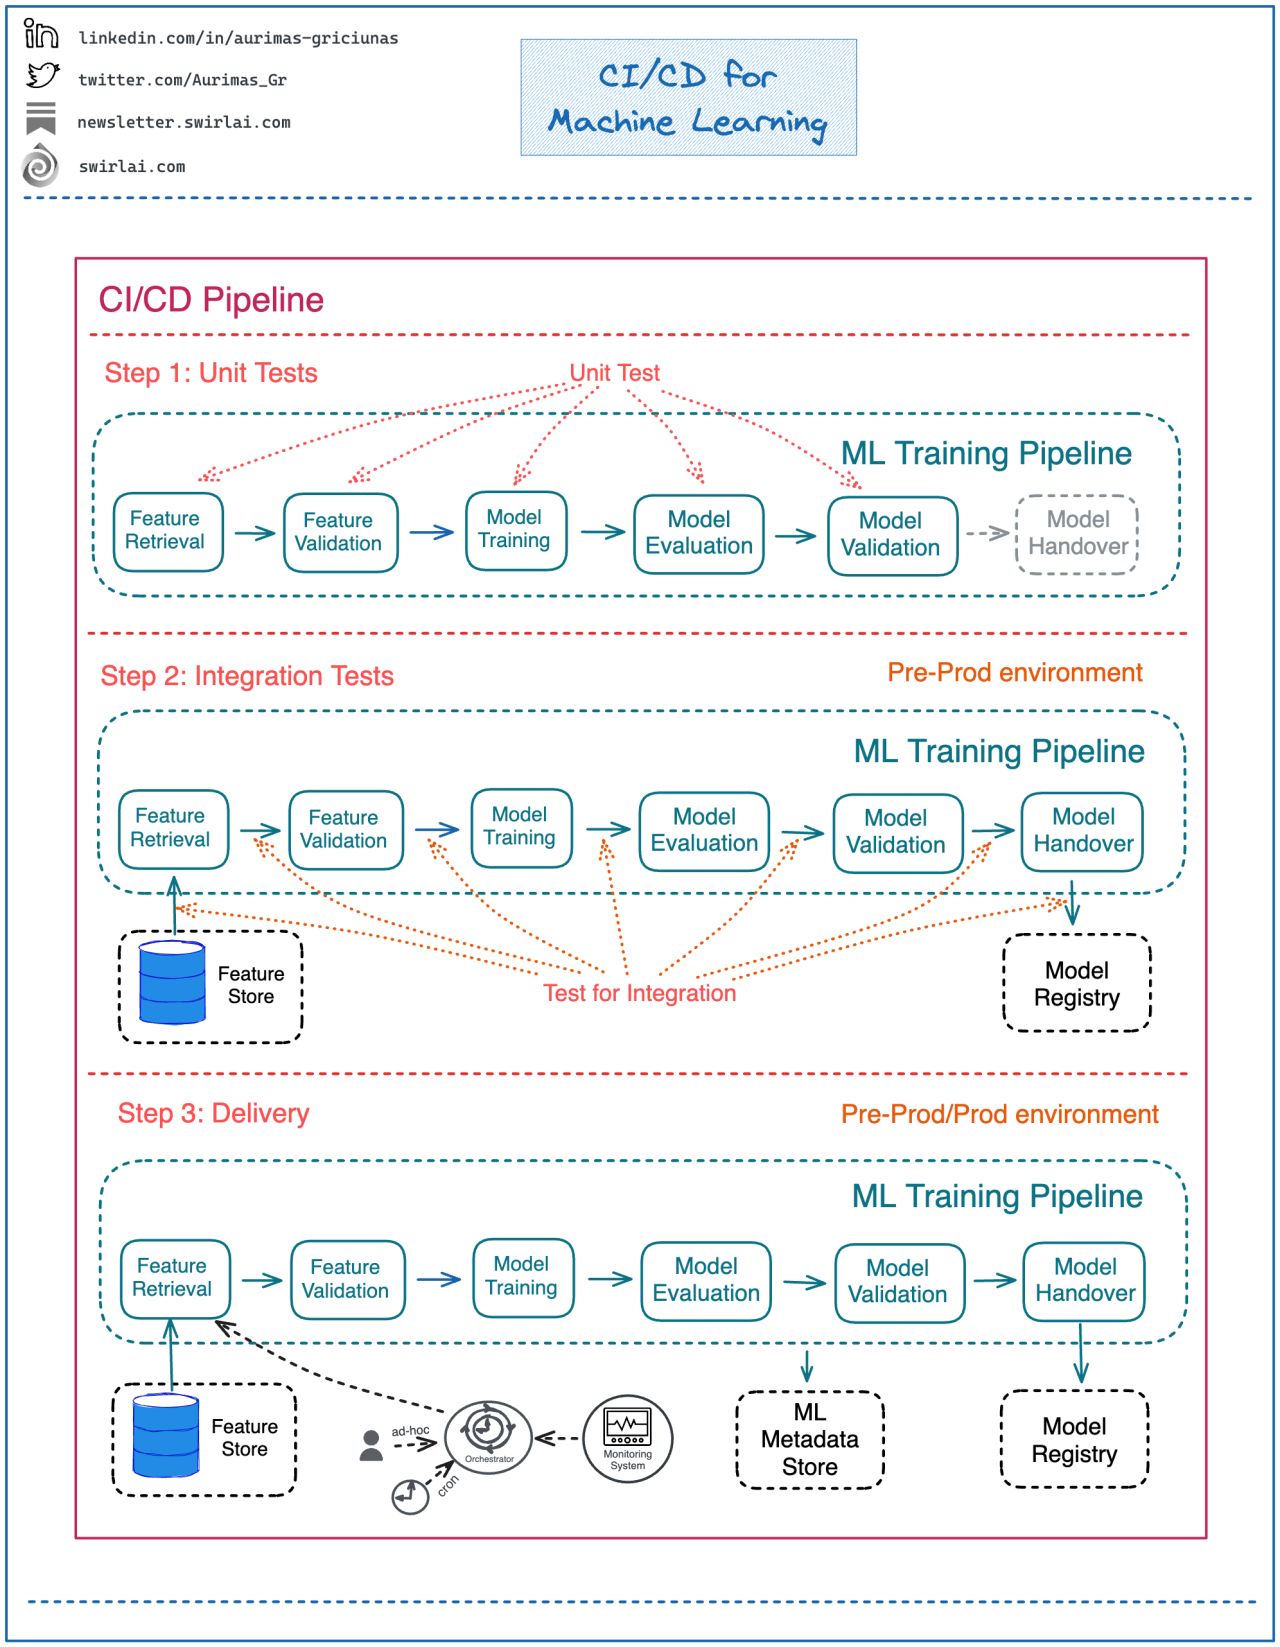 linkedin.com/in/aurimas-griciunas
twitter.com/Aurimas_Gr
newsletter.swirlai.com
swirlai.com
CI/CD for
Machine Learning
CI/CD Pipeline
Step 1: Unit Tests
Unit Test
ML Training Pipeline
Feature
Retrieval
Feature
Validation
Model
Training
Model
Evaluation
Model
Validation
Model
Handover
Step 2: Integration Tests
Pre-Prod environment
ML Training Pipeline
Feature
Retrieval
Feature
Validation
Model
Training
Model
Evaluation
Model
Validation
Model
Handover
Feature
Store
Test for Integration
Model
Registry
Step 3: Delivery
Pre-Prod/Prod environment
ML Training Pipeline
Feature
Retrieval
Feature
Validation
Model
Training
Model
Evaluation
Model
Validation
Model
Handover
Feature
Store
ad-hoc
cron
Orchestrator
Monitoring
System
ML
Metadata
Store
Model
Registry